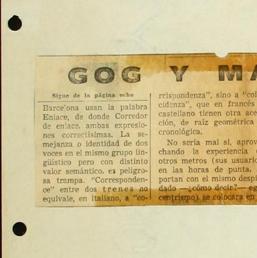 GOG Y MA
Sigue de la página ocho
Barcelona usan la palabra
Enlace, de donde Corredor
de enlace, ambas expresio-
nes correctísimas. La se-
mejanza o identidad de dos
voces en el mismo grupo lin-
güístico pero con distinto
valor semántico, es peligro-
sa trampa. "Corresponden-
ce" entre dos trenes no
equivale, en italiano, a "co-
rrispondenza", sino a "coï
cidenza", que en francés
castellano tienen otra ace
ción, de raíz geométrica
cronológica.
No sería mal si, aprov
chando la experiencia d
otros metros (sus usuario
en las horas de punta,
portan con el mismo despi
dado —¿cómo decir?— eg
centrismo) se colocara en